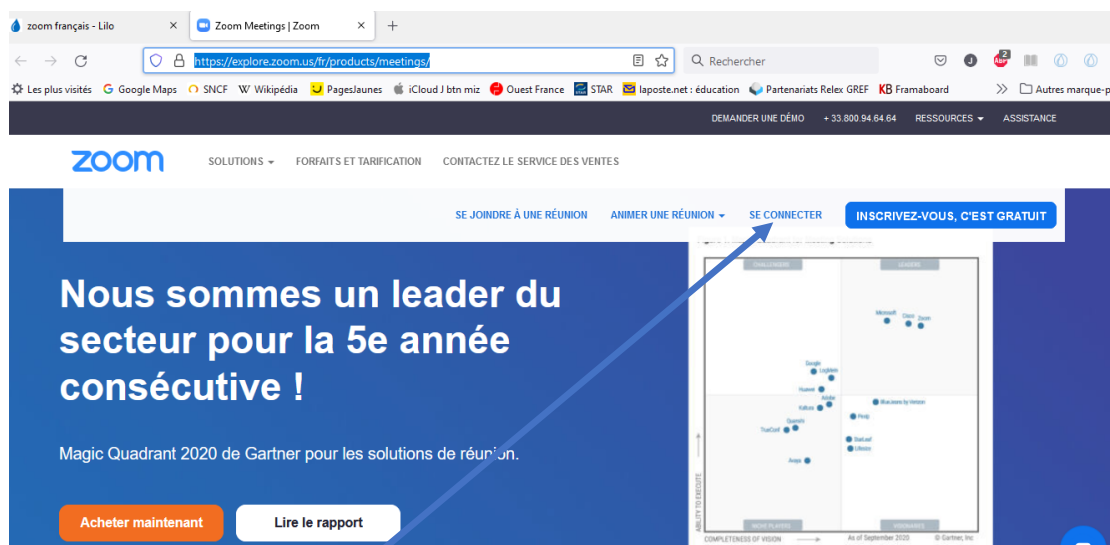 zoom français - Lilo
Zoom Meetings | Zoom
https://explore.zoom.us/fr/products/meetings/
Rechercher
Les plus visités Google Maps SNCF Wikipédia PagesJaunes iCloud J btn miz Ouest France STAR laposte.net : éducation Partenariats Relex GREF KB Framaboard Autres marque-p
DEMANDER UNE DÉMO + 33.800.94.64.64 RESSOURCES ASSISTANCE
zoom SOLUTIONS FORFAITS ET TARIFICATION CONTACTEZ LE SERVICE DES VENTES
SE JOINDRE À UNE RÉUNION ANIMER UNE RÉUNION SE CONNECTER INSCRIVEZ-VOUS, C'EST GRATUIT
Nous sommes un leader du
secteur pour la 5e année
consécutive !
Magic Quadrant 2020 de Gartner pour les solutions de réunion.
Acheter maintenant Lire le rapport
CHALLENGERS LEADERS
Microsoft Cisco Zoom
Google
LogMeIn
Huawei
Adobe
BlueJeans by Verizon
Pexip
TrueConf
StarLeaf
Lifesize
Avaya
ABILITY TO EXECUTE
NICHE PLAYERS VISIONARIES
COMPLETENESS OF VISION As of September 2020 © Gartner, Inc